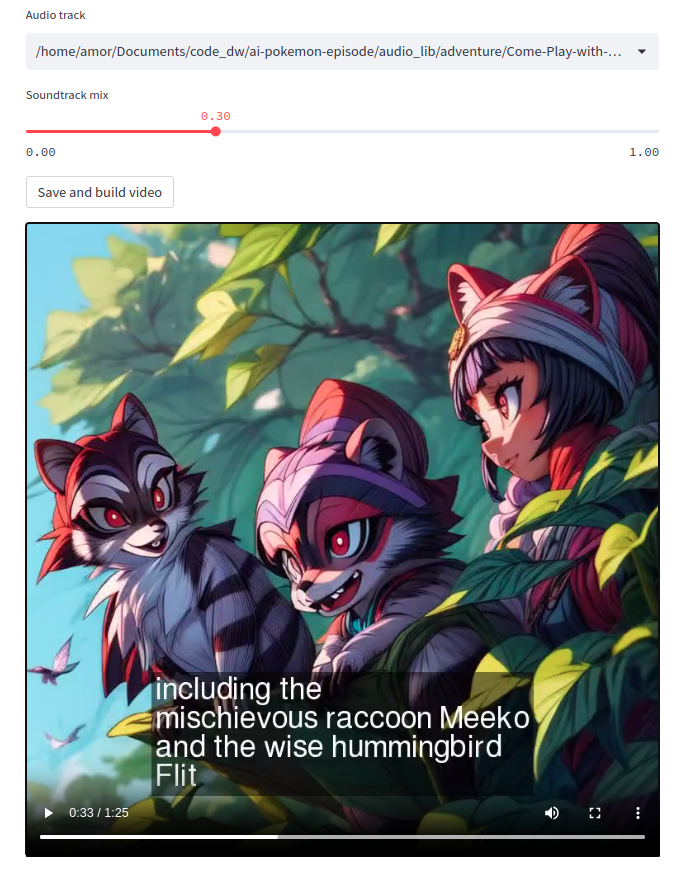 Audio track
/home/amor/Documents/code_dw/ai-pokemon-episode/audio_lib/adventure/Come-Play-with-...
Soundtrack mix
0.30
0.00 1.00
Save and build video
including the
mischievous raccoon Meeko
and the wise hummingbird
Flit
0:33 / 1:25